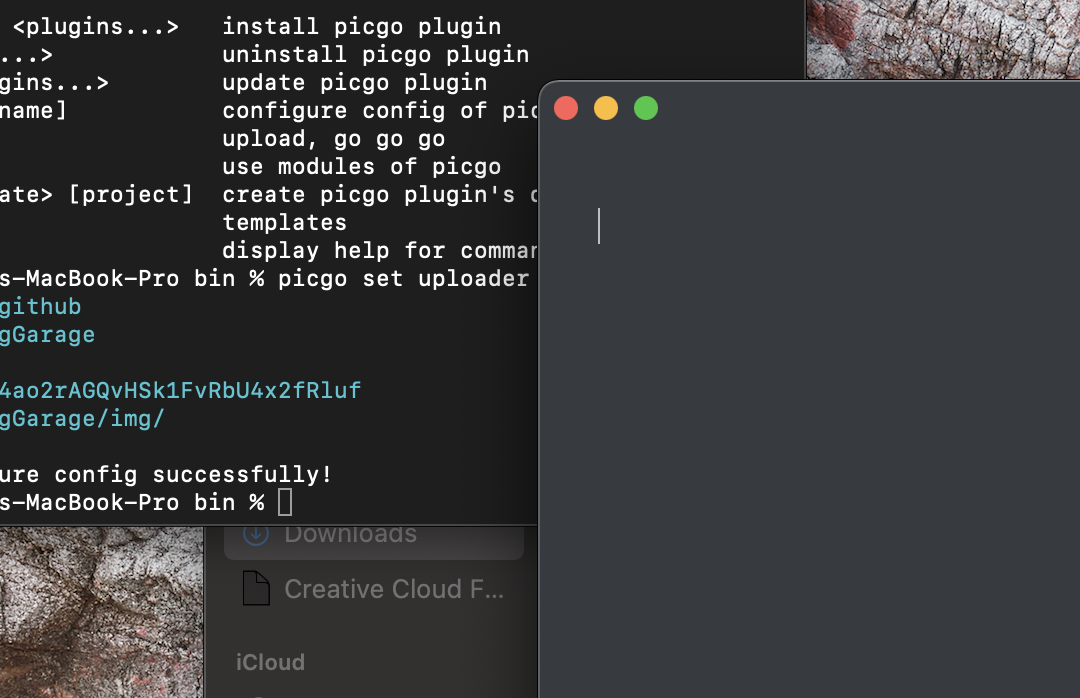 <plugins...> install picgo plugin
...> uninstall picgo plugin
gins...> update picgo plugin
name] configure config of pic
upload, go go go
use modules of picgo
ate> [project] create picgo plugin's
templates
display help for comman
s-MacBook-Pro bin % picgo set uploader
github
gGarage
4ao2rAGQvHSk1FvRbU4x2fRluf
gGarage/img/
ure config successfully!
s-MacBook-Pro bin %
Downloads
Creative Cloud F...
iCloud